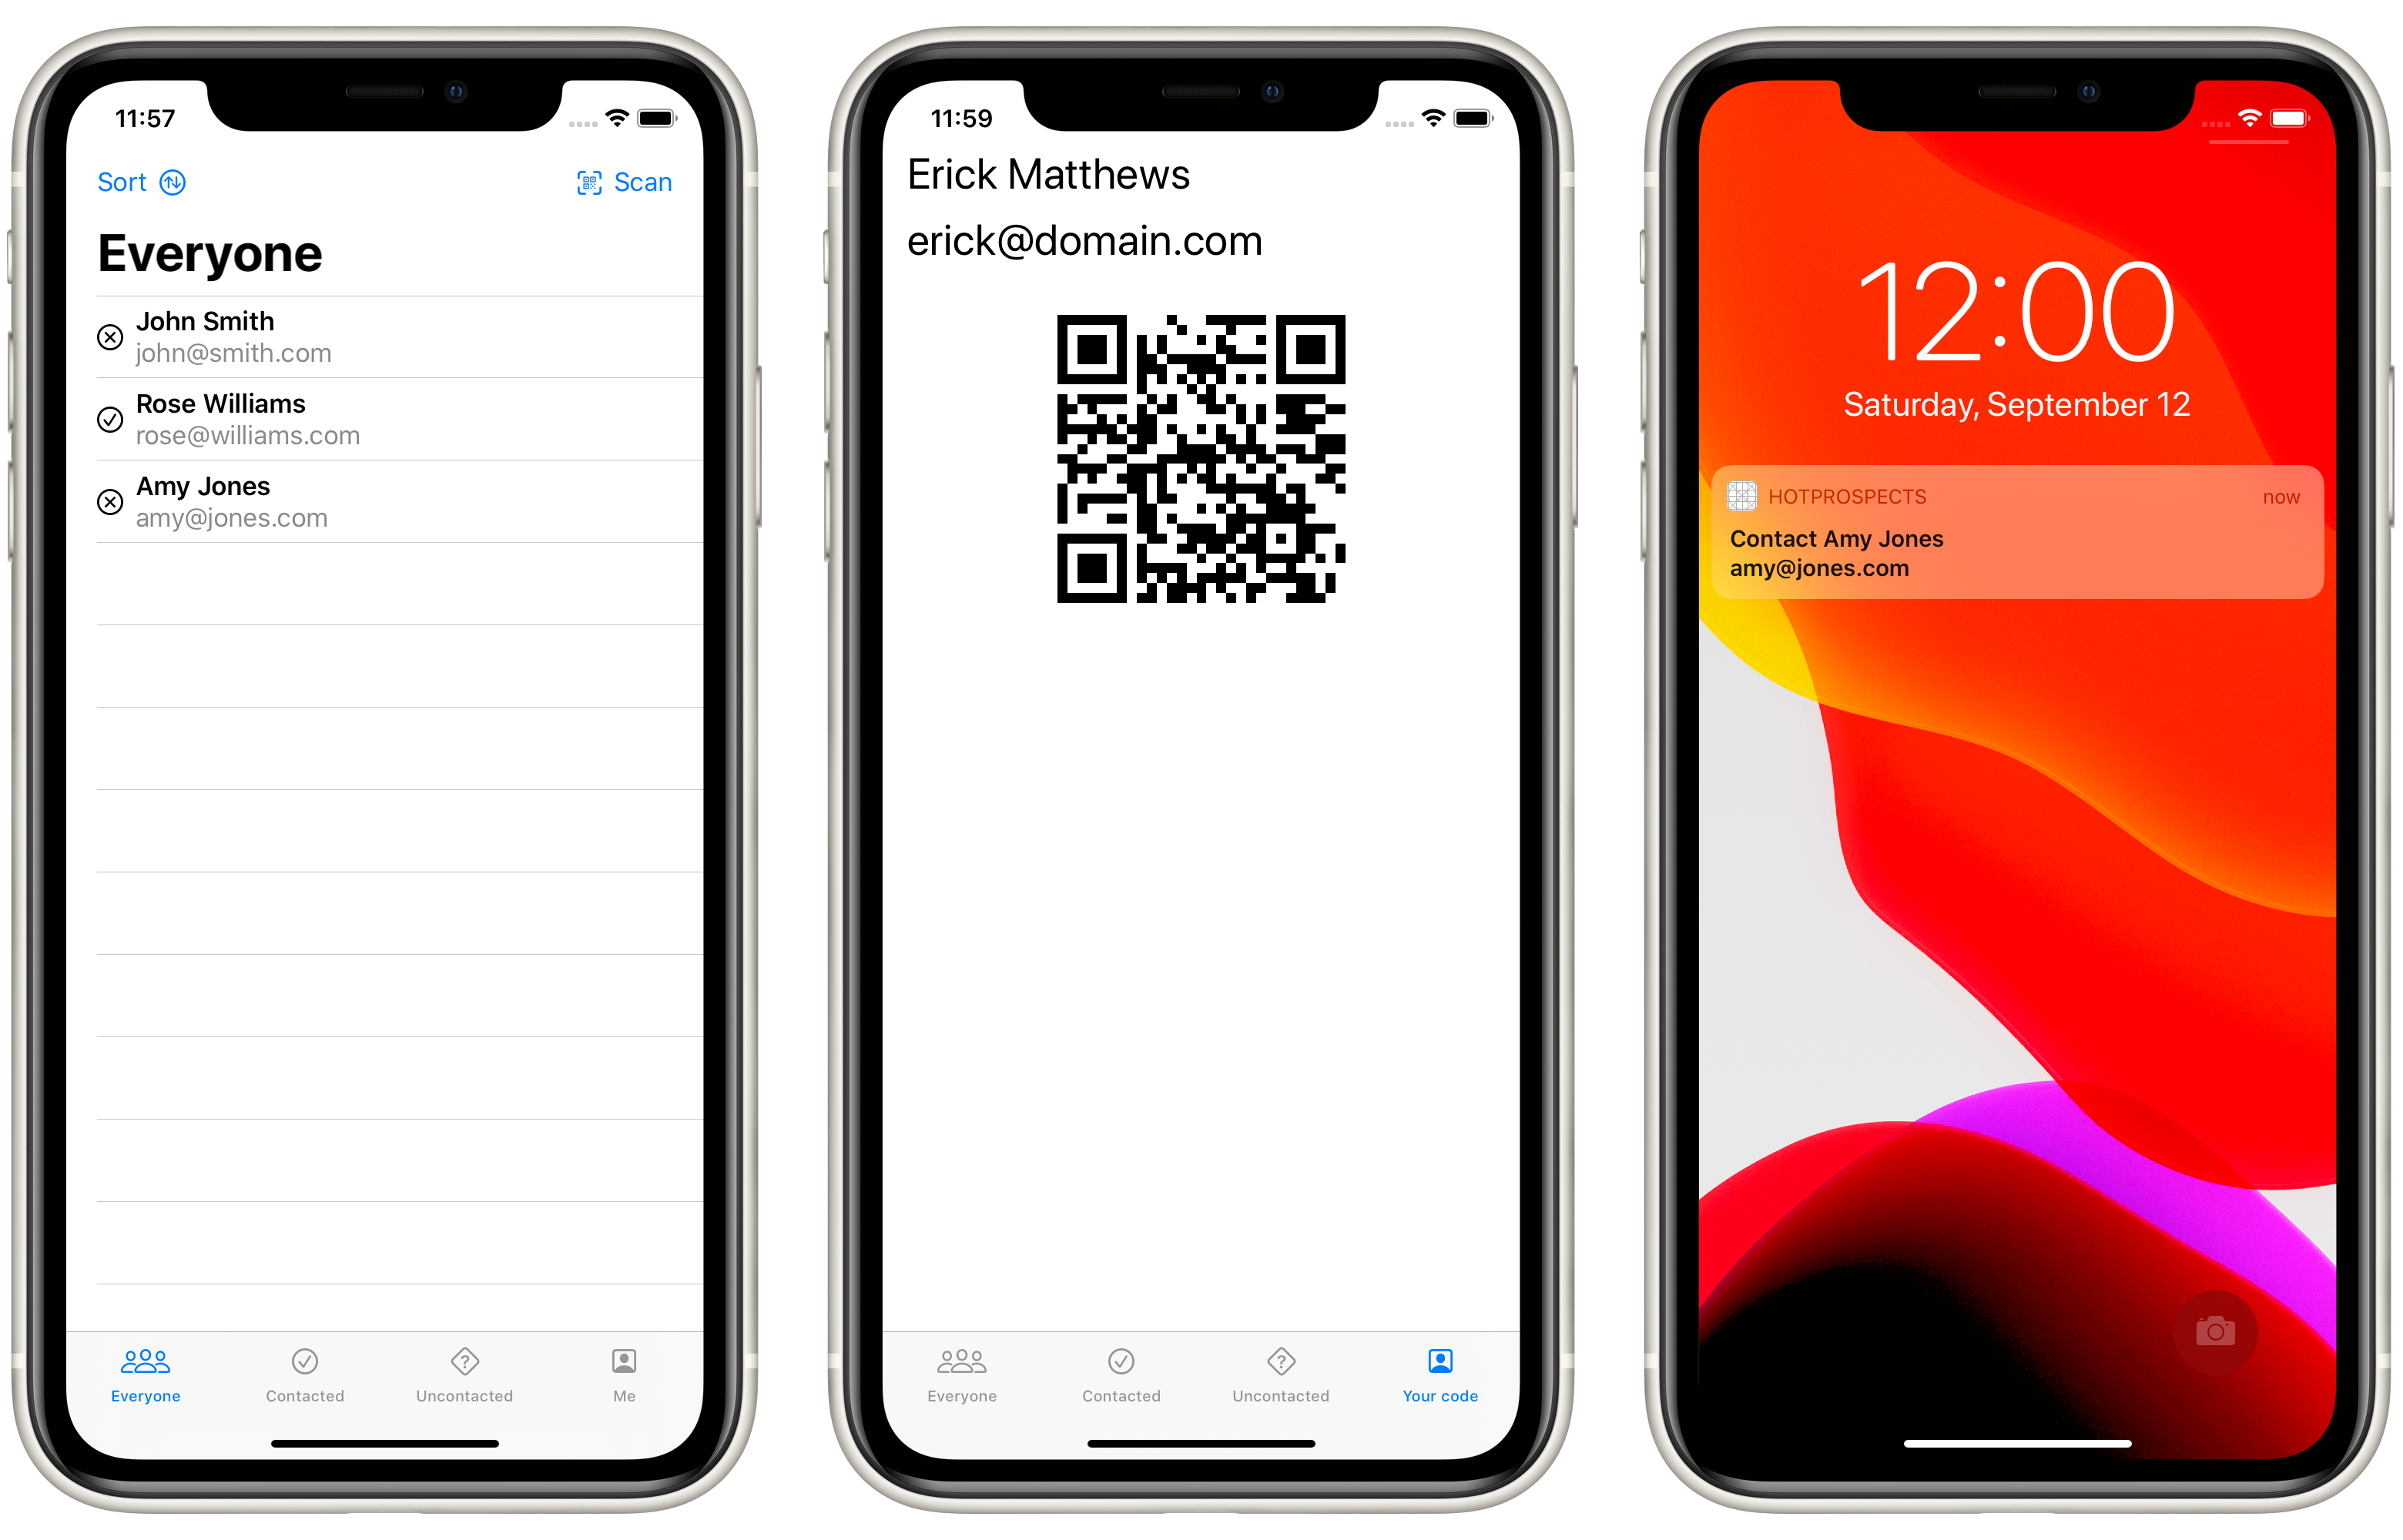 11:57
Sort
Scan
Everyone
John Smith
john@smith.com
Rose Williams
rose@williams.com
Amy Jones
amy@jones.com
Everyone
Contacted
Uncontacted
Me
11:59
Erick Matthews
erick@domain.com
Everyone
Contacted
Uncontacted
Your code
12:00
Saturday, September 12
HOTPROSPECTS
now
Contact Amy Jones
amy@jones.com